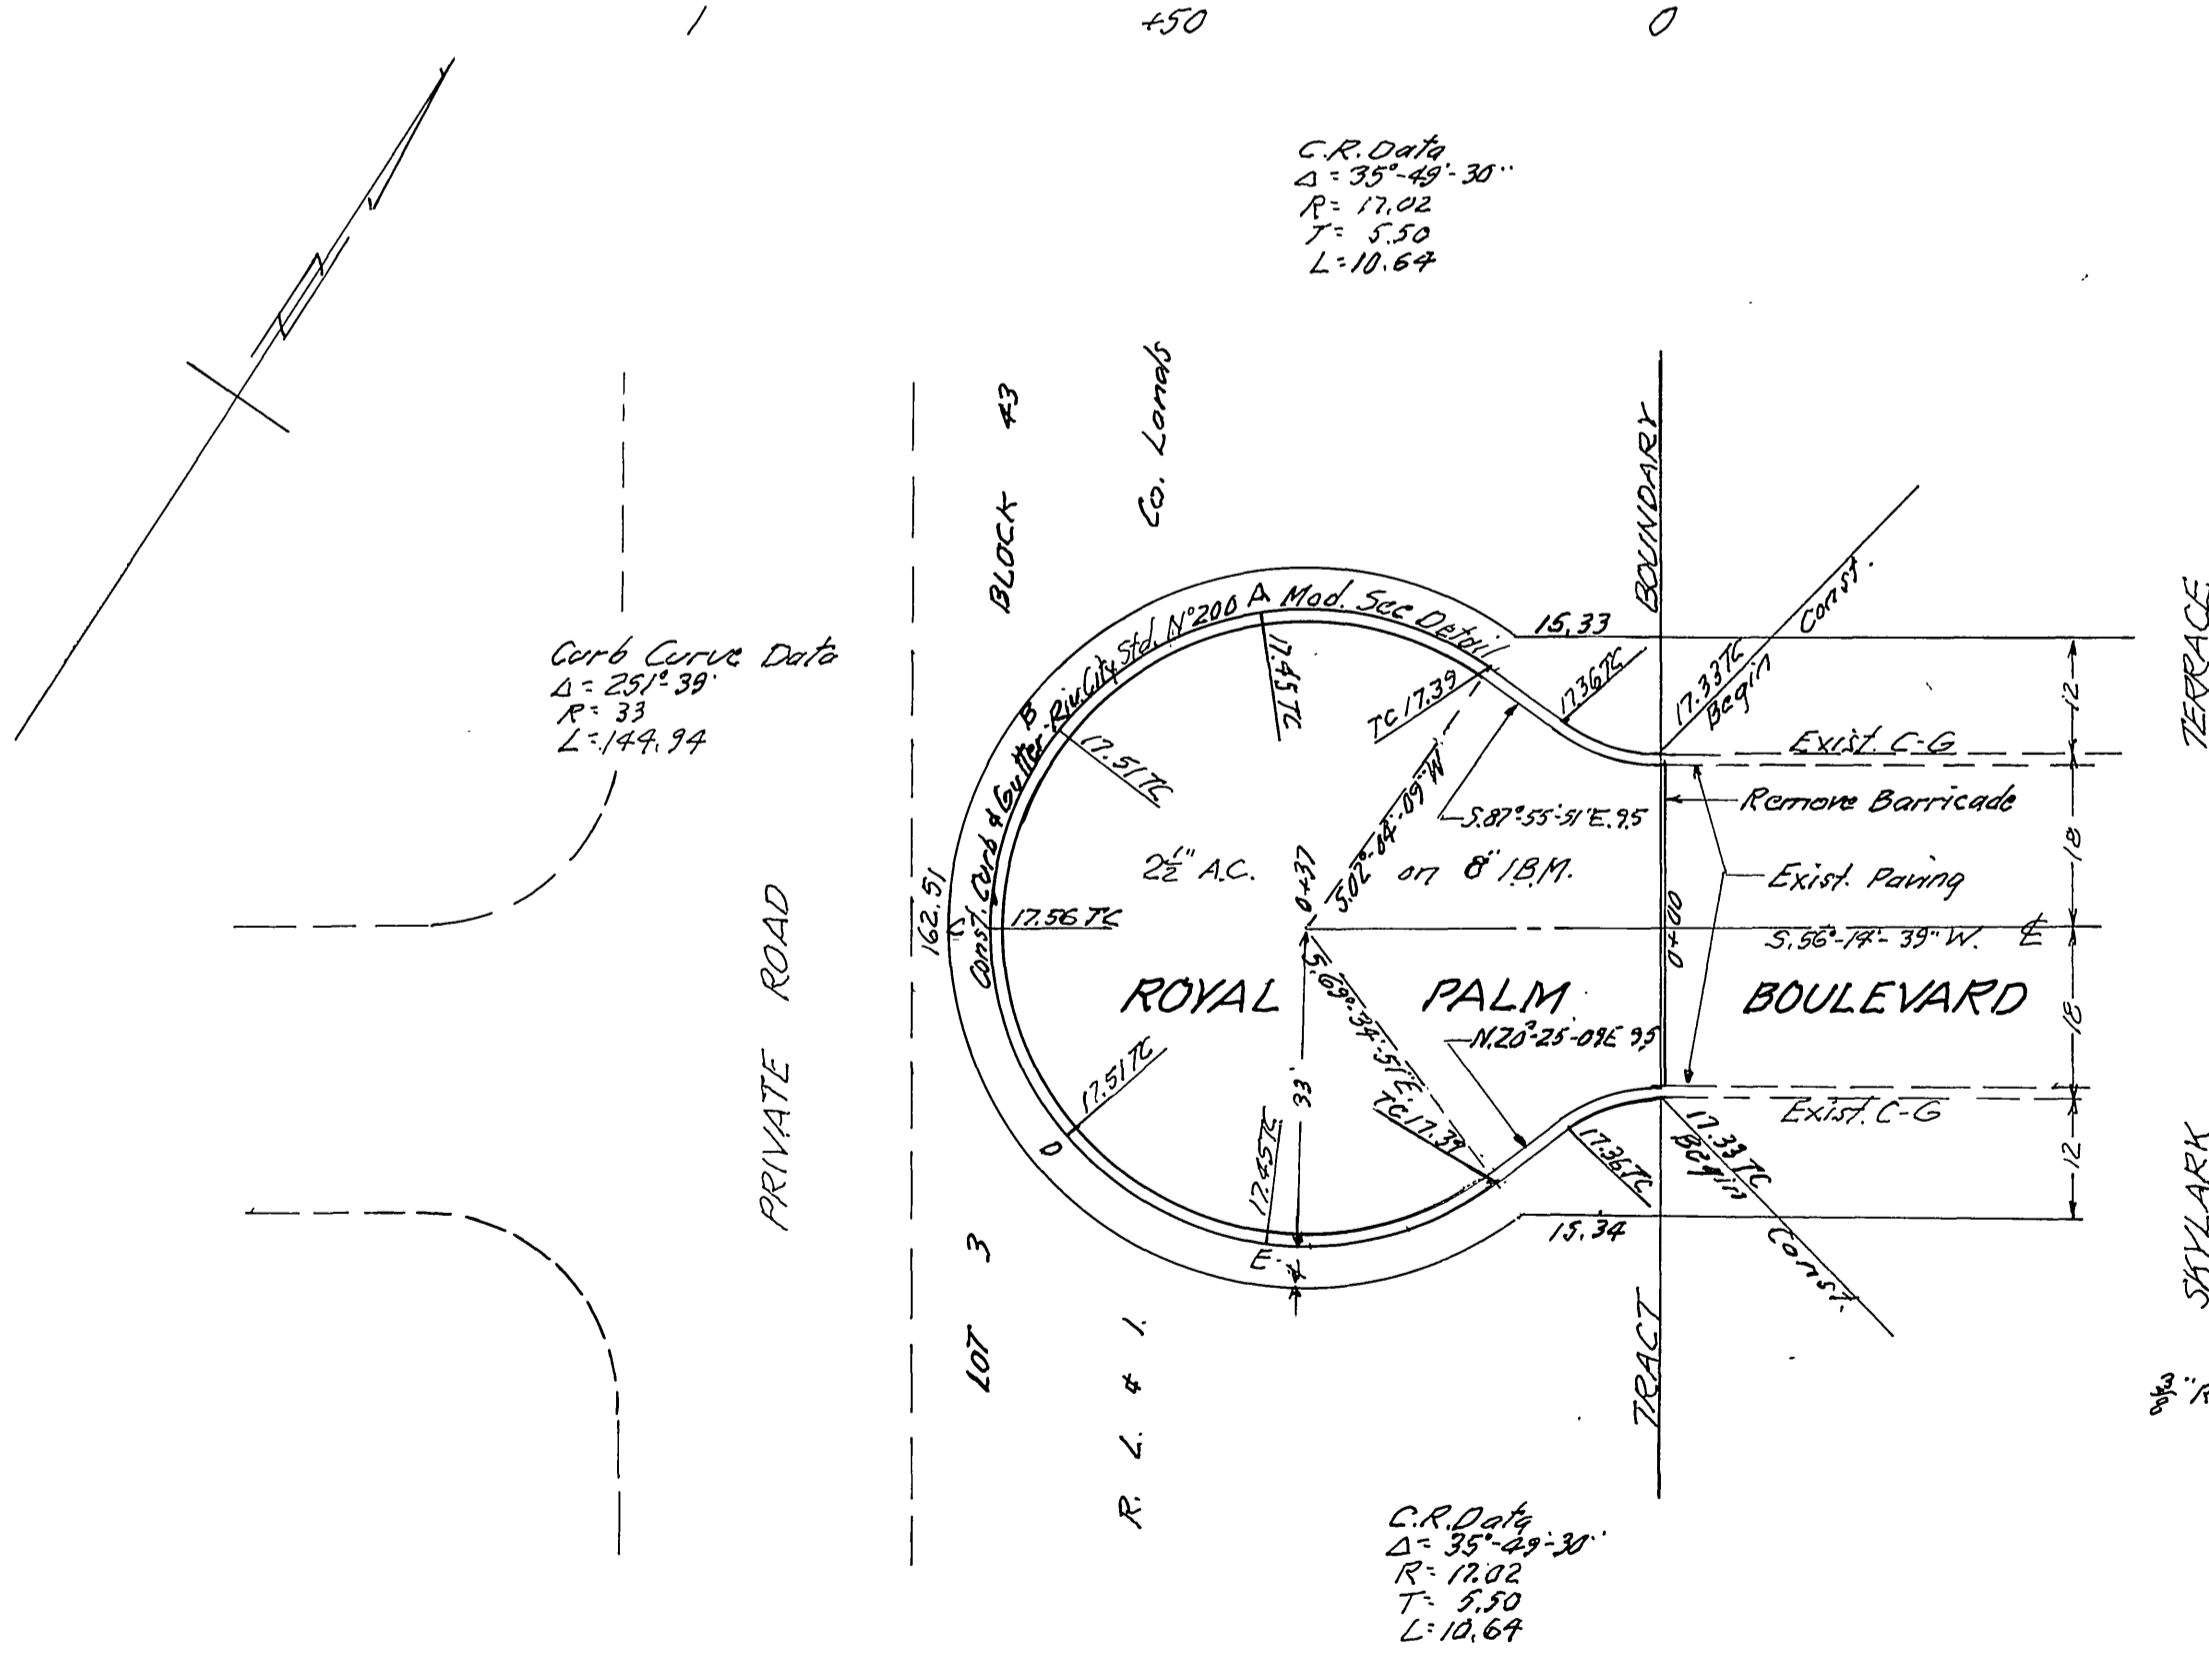 +50
0
C.R. Data
Δ = 35°-49'-30"
R = 17.02
T = 5.50
L = 10.64
BLOCK 43
Co. Lands
BOUNDARY
TERRACE
Const. Curb & Gutter - Riv. City Std. N° 200 Mod. See Detail
A
B
15.33
Const.
17.33 TC
Begin
17.36 TC
TC 17.39
17.45 TC
17.51 TC
12
Exist. C-G
Curb Curve Data
Δ = 251°-39'
R = 33
L = 144.94
S.87°-55'-51"E. 9.5
Remove Barricade
18
S.02°-04'-09"W
2½" A.C.
on 8" I.B.M.
Exist. Paving
0+37
0+00
162.51
17.56 TC
S.56°-14'-39" W.
℄
PRIVATE ROAD
ROYAL PALM BOULEVARD
S.69°-34'-51"E.
N.20°-25'-09"E 9.5
18
33'
17.51 TC
TC 17.39
Exist. C-G
D
17.45 TC
17.36 TC
17.33 TC
Begin
Const.
12
15.34
E
4'
LOT 3
R. L. & I.
TRACT
SKYLARK
3/8"
C.R. Data
Δ = 35°-49'-30"
R = 17.02
T = 5.50
L = 10.64